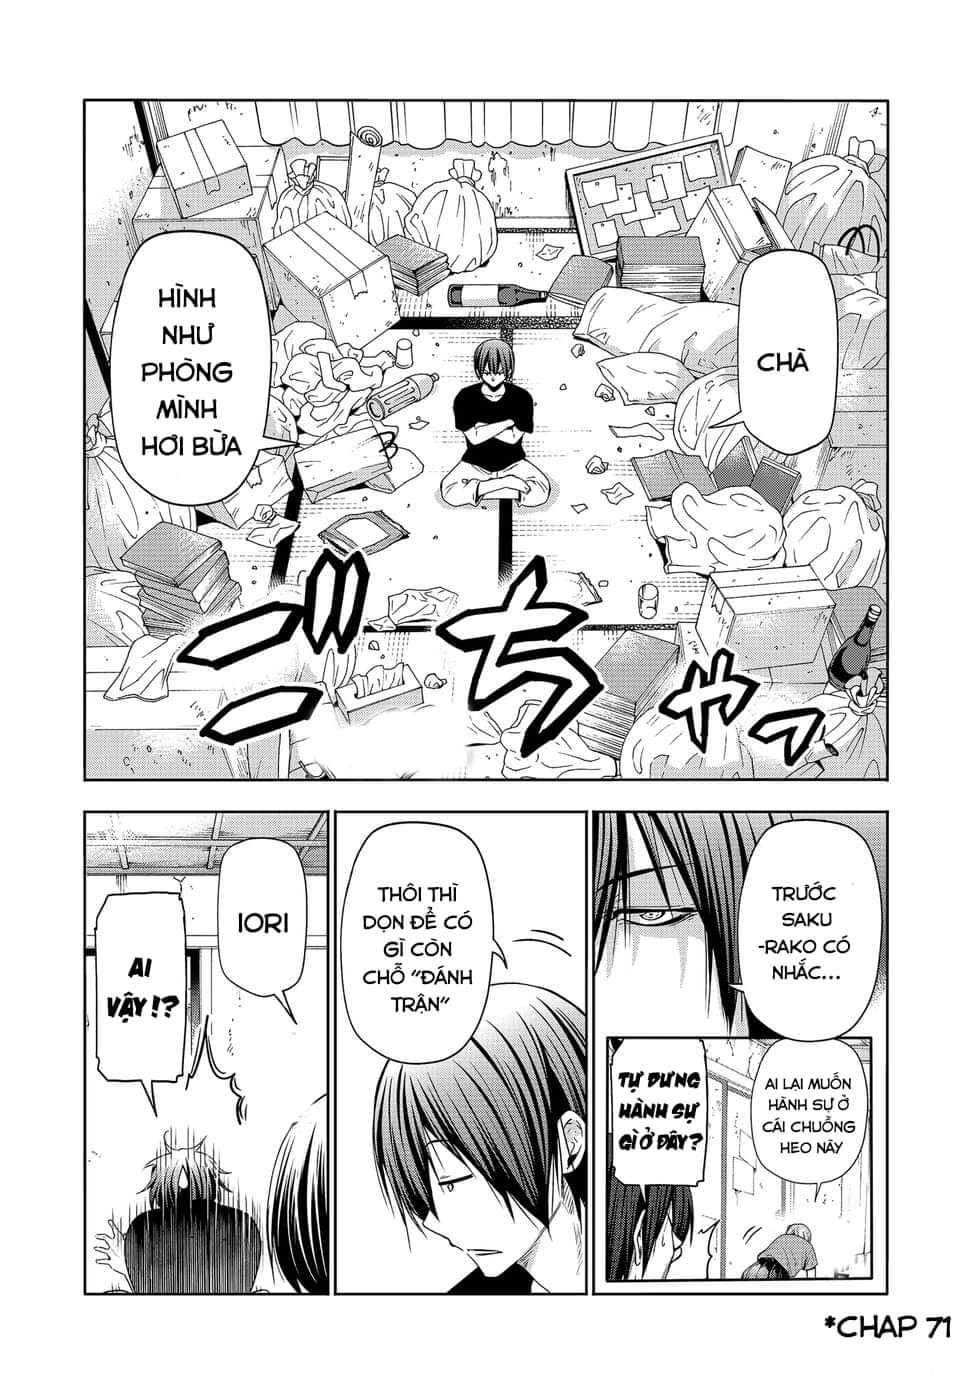 CHÀ
HÌNH
NHƯ
PHÒNG
MÌNH
HƠI BỪA
ごちゃっ
TRƯỚC
SAKU
-RAKO CÓ
NHẮC...
AI LẠI MUỐN
HÀNH SỰ Ở
CÁI CHUỒNG
HEO NÀY
TỰ DƯNG
HÀNH SỰ
GÌ Ở ĐÂY?
THÔI THÌ
DỌN ĐỂ CÓ
GÌ CÒN
CHỖ "ĐÁNH
TRẬN"
IORI
AI
VẬY!?
*CHAP 71